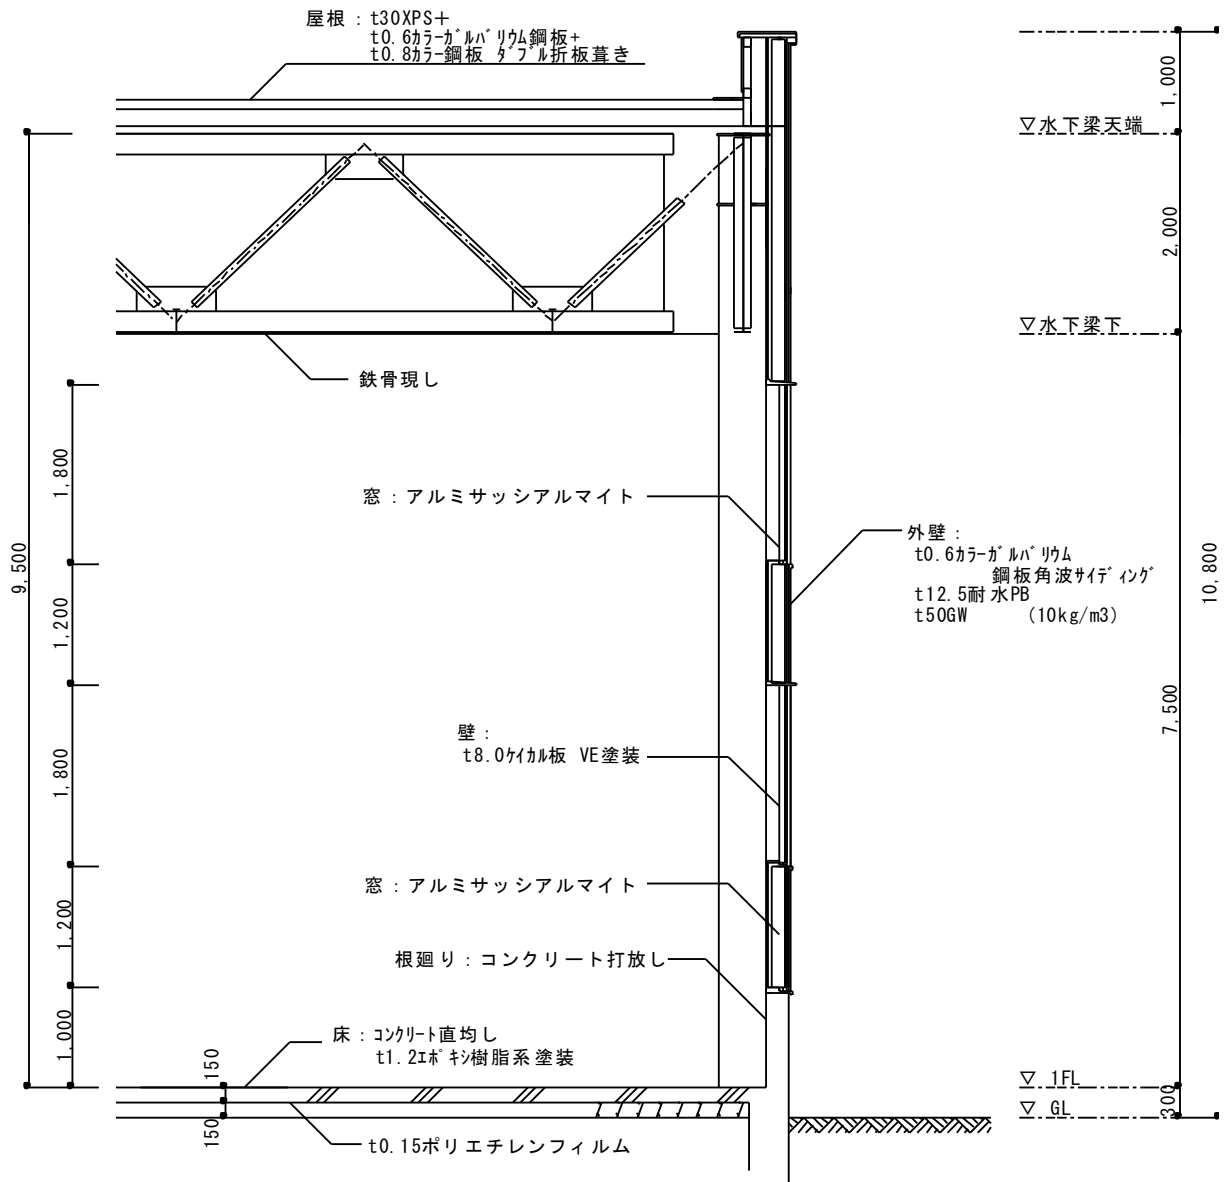 屋根：t30XPS＋
t0.6ｶﾗｰｶﾞﾙﾊﾞﾘｳﾑ鋼板+
t0.8ｶﾗｰ鋼板 ﾀﾞﾌﾞﾙ折板葺き
1,000
▽水下梁天端
2,000
▽水下梁下
鉄骨現し
1,800
窓：アルミサッシアルマイト
外壁：
t0.6ｶﾗｰｶﾞﾙﾊﾞﾘｳﾑ
鋼板角波ｻｲﾃﾞｨﾝｸﾞ
t12.5耐水PB
t50GW （10kg/m3）
9,500
10,800
1,200
7,500
壁：
t8.0ｹｲｶﾙ板 VE塗装
1,800
窓：アルミサッシアルマイト
1,200
根廻り：コンクリート打放し
1,000
床：ｺﾝｸﾘｰﾄ直均し
t1.2ｴﾎﾟｷｼ樹脂系塗装
150
▽ 1FL
300
▽ GL
150
t0.15ポリエチレンフィルム